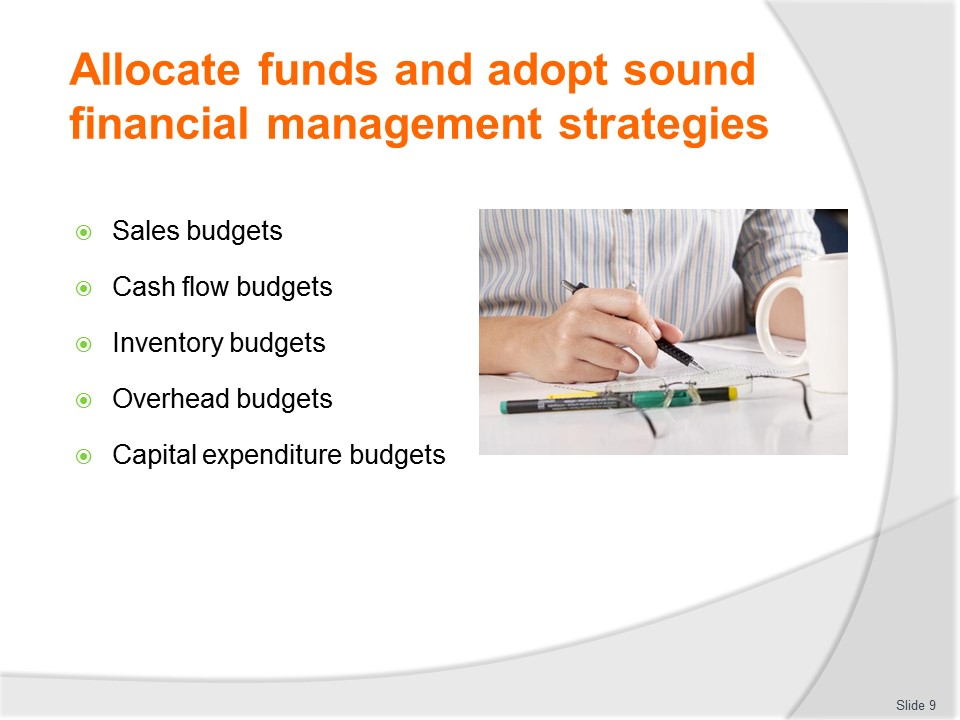 Allocate funds and adopt sound
financial management strategies
Sales budgets
Cash flow budgets
Inventory budgets
Overhead budgets
Capital expenditure budgets
Slide 9